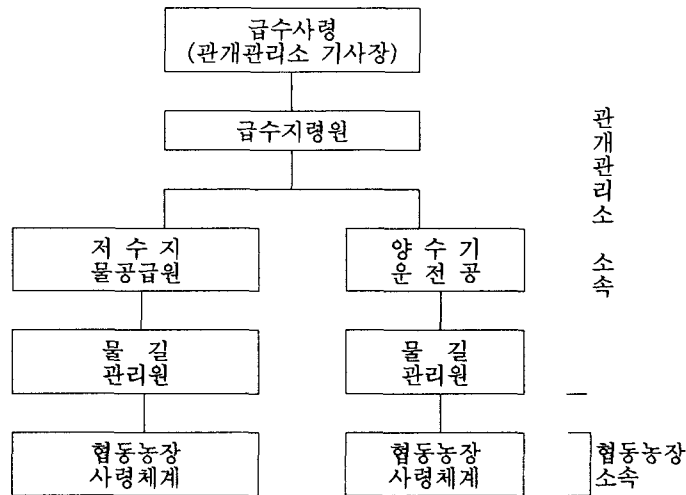 급수사령
(관개관리소 기사장)
급수지령원
관개관리소 소속
저 수 지
물공급원
양 수 기
운 전 공
물 길
관리원
물 길
관리원
협동농장
사령체계
협동농장
사령체계
협동농장
소속